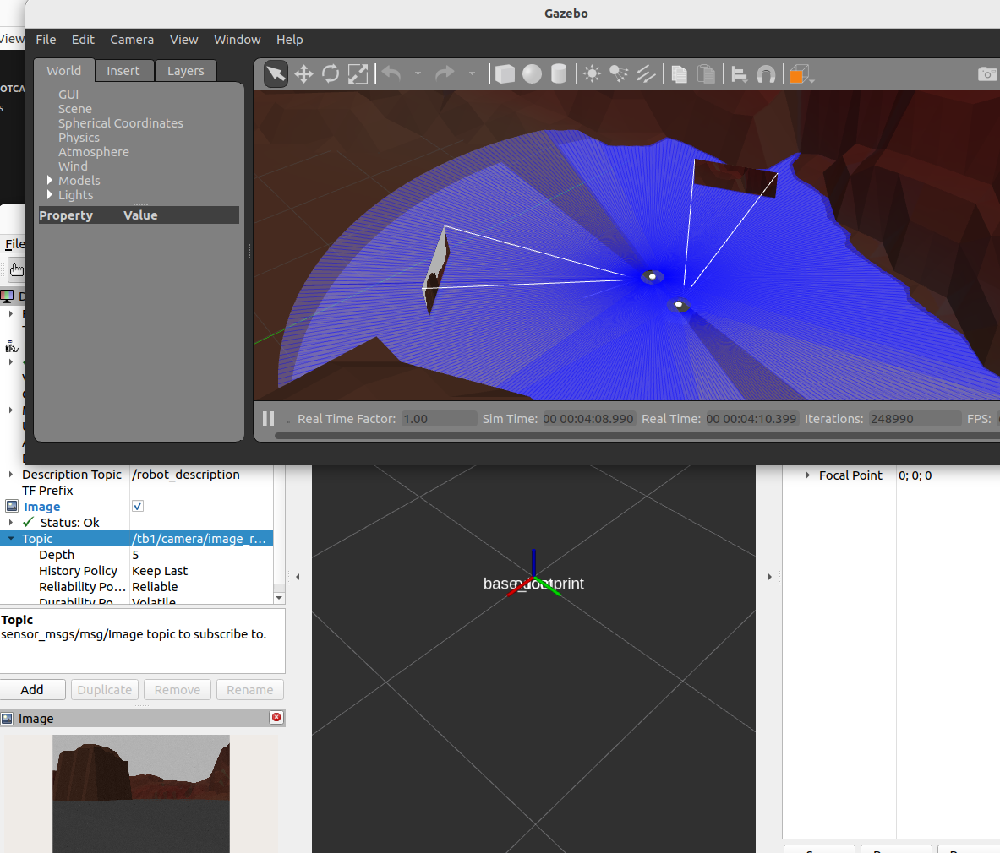 Gazebo
View
File Edit Camera View Window Help
World Insert Layers
OTCA
s
GUI
Scene
Spherical Coordinates
Physics
Atmosphere
Wind
Models
Lights
Property Value
File
D
Real Time Factor: 1.00 Sim Time: 00 00:04:08.990 Real Time: 00 00:04:10.399 Iterations: 248990 FPS:
Description Topic /robot_description
TF Prefix
Image
Status: Ok
Topic /tb1/camera/image_r…
Depth 5
History Policy Keep Last
Reliability Po… Reliable
Durability Po… Volatile
Topic
sensor_msgs/msg/Image topic to subscribe to.
Add Duplicate Remove Rename
Image
Focal Point 0; 0; 0